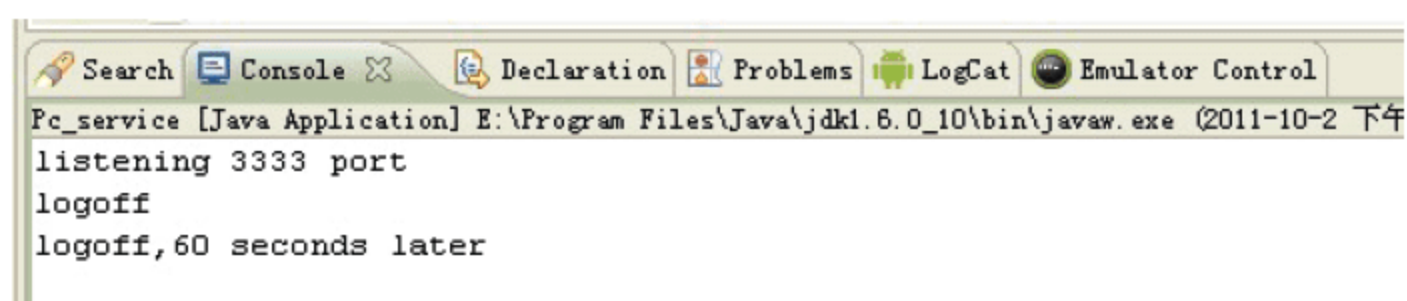 Search Console Declaration Problems LogCat Emulator Control
Pc_service [Java Application] E:\Program Files\Java\jdk1.6.0_10\bin\javaw.exe (2011-10-2 下午
listening 3333 port
logoff
logoff,60 seconds later